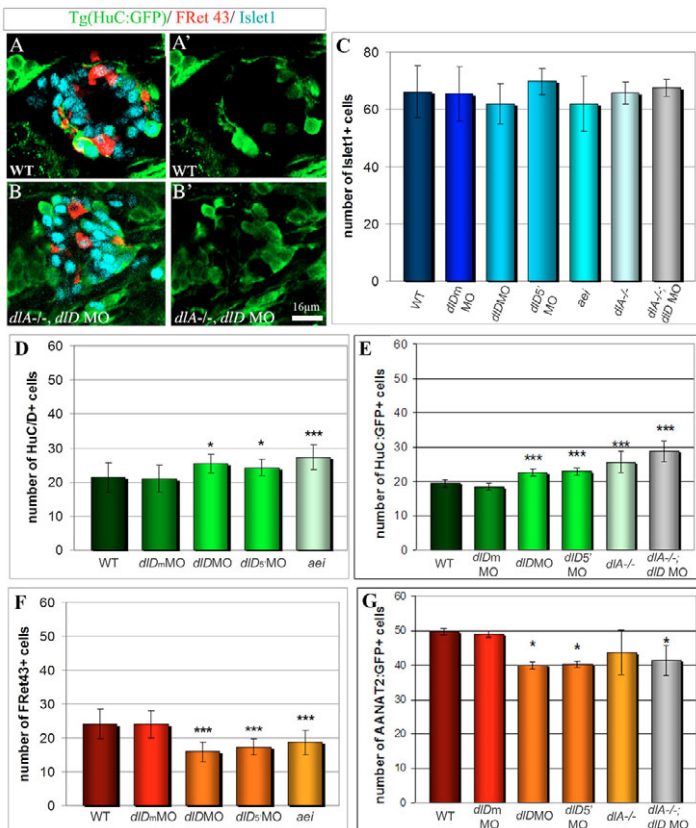 Tg(HuC:GFP)/ FRet 43/ Islet1
A
WT
A'
WT
B
dlA-/-, dlD MO
B'
16µm
dlA-/-, dlD MO
C
number of Islet1+ cells
80
60
40
20
0
WT
dlDm MO
dlDMO
dlD5' MO
aei
dlA-/-
dlA-/-; dlD MO
D
number of HuC/D+ cells
60
50
40
30
20
10
0
* * ***
WT dlDmMO dlDMO dlD5'MO aei
E
number of HuC:GFP+ cells
60
50
40
30
20
10
0
*** *** *** ***
WT
dlDm MO
dlDMO
dlD5' MO
dlA-/-
dlA-/-; dlD MO
F
number of FRet43+ cells
60
50
40
30
20
10
0
*** *** ***
WT dlDmMO dlDMO dlD5'MO aei
G
number of AANAT2:GFP+ cells
60
50
40
30
20
10
0
* * *
WT
dlDm MO
dlDMO
dlD5' MO
dlA-/-
dlA-/-; dlD MO